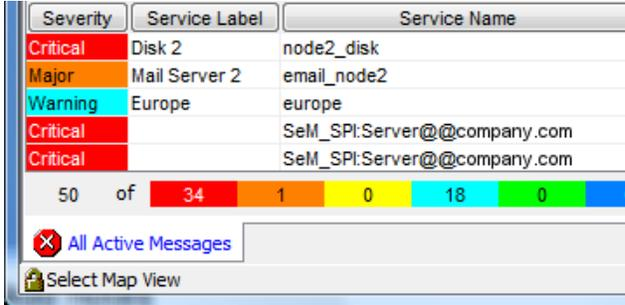 Severity Service Label Service Name
Critical Disk 2 node2_disk
Major Mail Server 2 email_node2
Warning Europe europe
Critical SeM_SPI:Server@@company.com
Critical SeM_SPI:Server@@company.com
50 of 34 1 0 18 0
All Active Messages
Select Map View